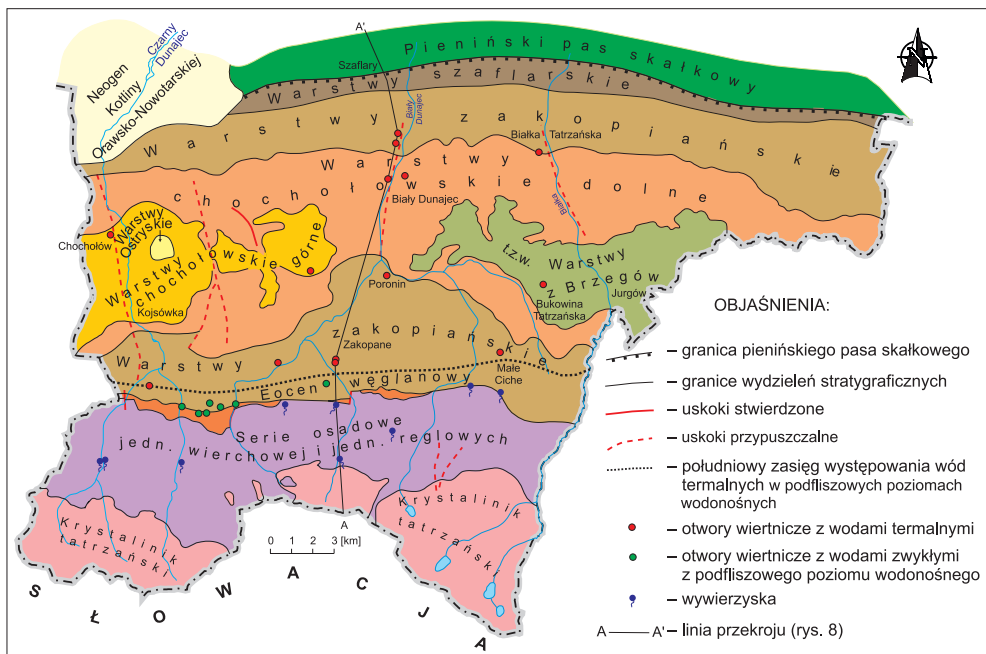 A'
N
Pieniński pas skałkowy
Szaflary
Warstwy szaflarskie
Czarny
Dunajec
Neogen
Kotliny
Orawsko-Nowotarskiej
Biały
Dunajec
Warstwy zakopiańskie
Białka Tatrzańska
Warstwy
chochołowskie dolne
Biały Dunajec
Białka
Chochołów
Warstwy
Ostryskie
Warstwy
chochołowskie górne
Kojsówka
t.zw. Warstwy
z Brzegów
Jurgów
Bukowina
Tatrzańska
Poronin
Zakopane
Warstwy zakopiańskie
Małe
Ciche
Eocen węglanowy
Serie osadowe
jedn. wierchowej i jedn. reglowych
Krystalinik
tatrzański
Krystalinik
tatrzański
A
0 1 2 3 [km]
SŁOWACJA
OBJAŚNIENIA:
– granica pienińskiego pasa skałkowego
– granice wydzieleń stratygraficznych
– uskoki stwierdzone
– uskoki przypuszczalne
– południowy zasięg występowania wód
termalnych w podfliszowych poziomach
wodonośnych
– otwory wiertnicze z wodami termalnymi
– otwory wiertnicze z wodami zwykłymi
z podfliszowego poziomu wodonośnego
– wywierzyska
A A' – linia przekroju (rys. 8)